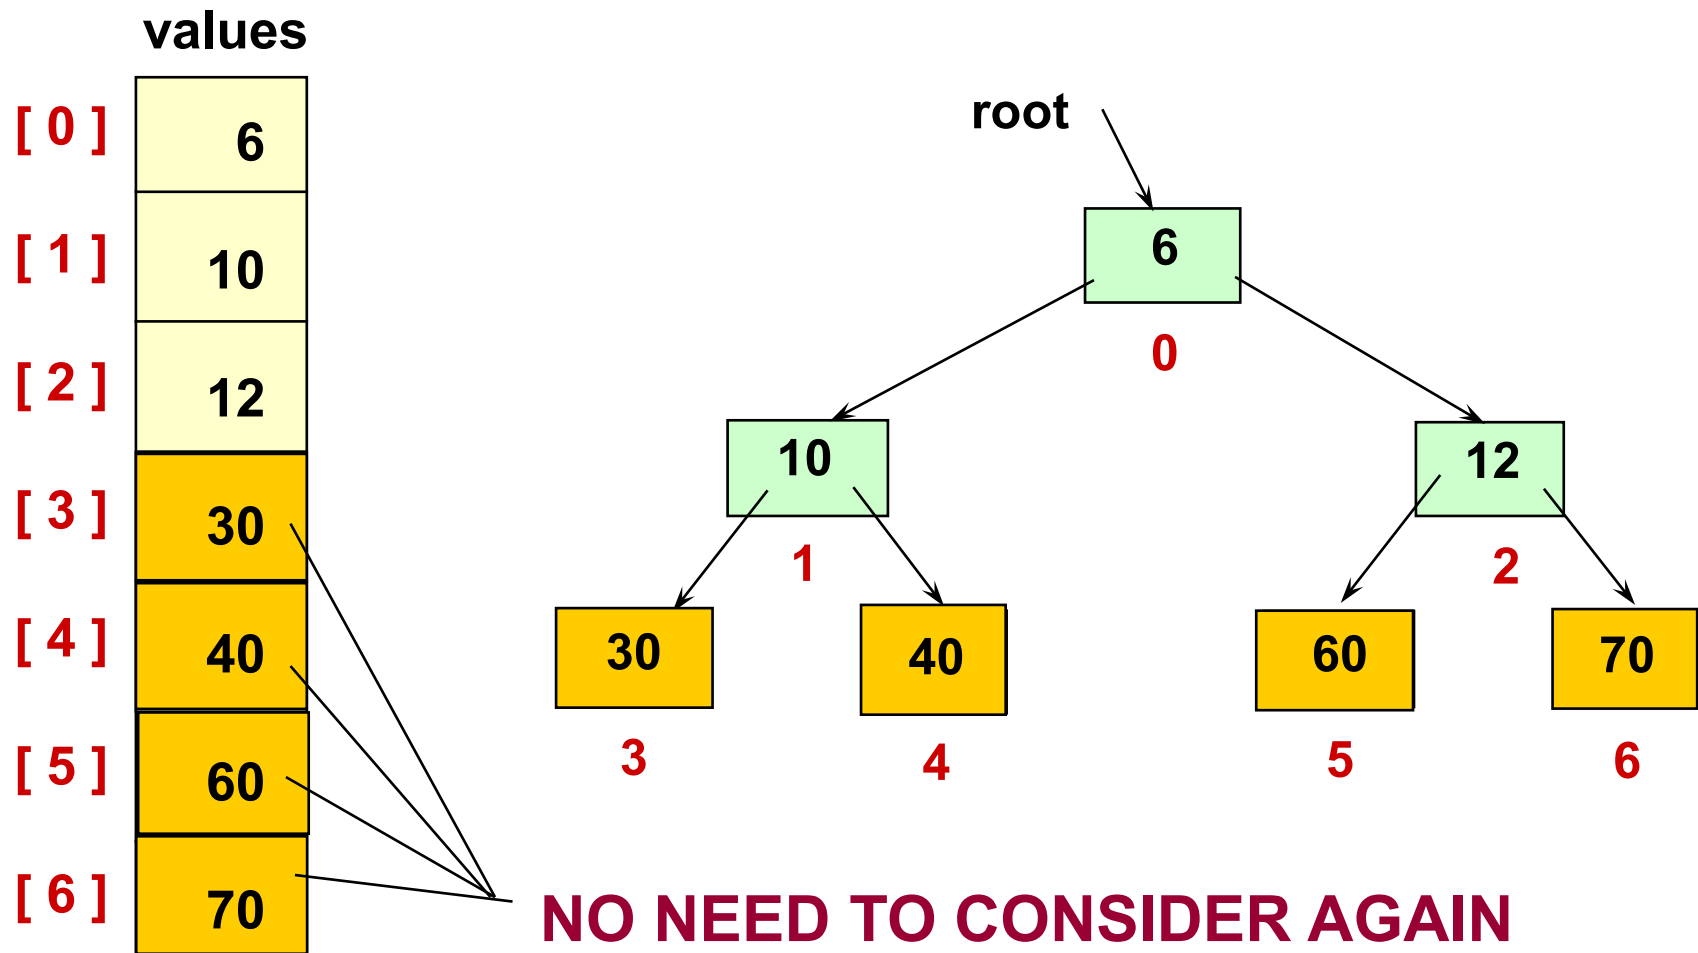 values
[ 0 ] 6
[ 1 ] 10
[ 2 ] 12
[ 3 ] 30
[ 4 ] 40
[ 5 ] 60
[ 6 ] 70
root
6
0
10 12
1 2
30 40 60 70
3 4 5 6
NO NEED TO CONSIDER AGAIN